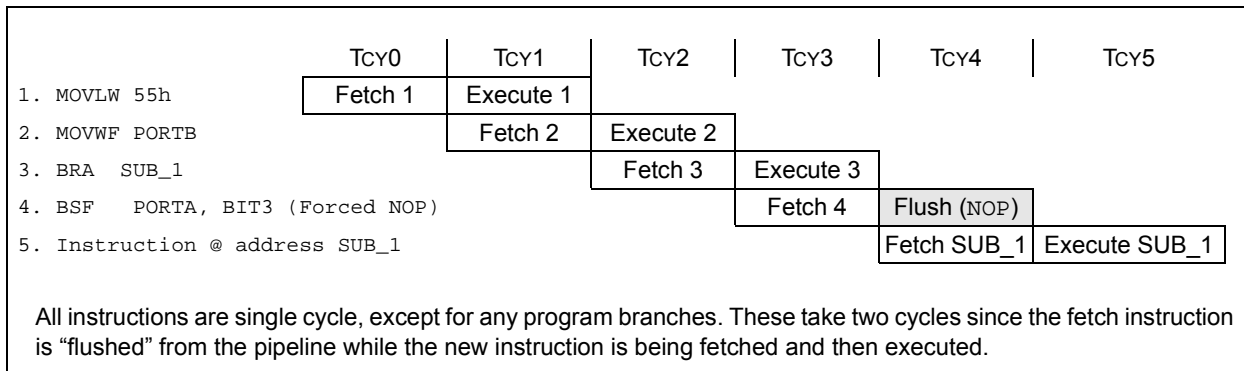 TCY0 TCY1 TCY2 TCY3 TCY4 TCY5
1. MOVLW 55h Fetch 1 Execute 1
2. MOVWF PORTB Fetch 2 Execute 2
3. BRA SUB_1 Fetch 3 Execute 3
4. BSF PORTA, BIT3 (Forced NOP) Fetch 4 Flush (NOP)
5. Instruction @ address SUB_1 Fetch SUB_1 Execute SUB_1
All instructions are single cycle, except for any program branches. These take two cycles since the fetch instruction
is “flushed” from the pipeline while the new instruction is being fetched and then executed.